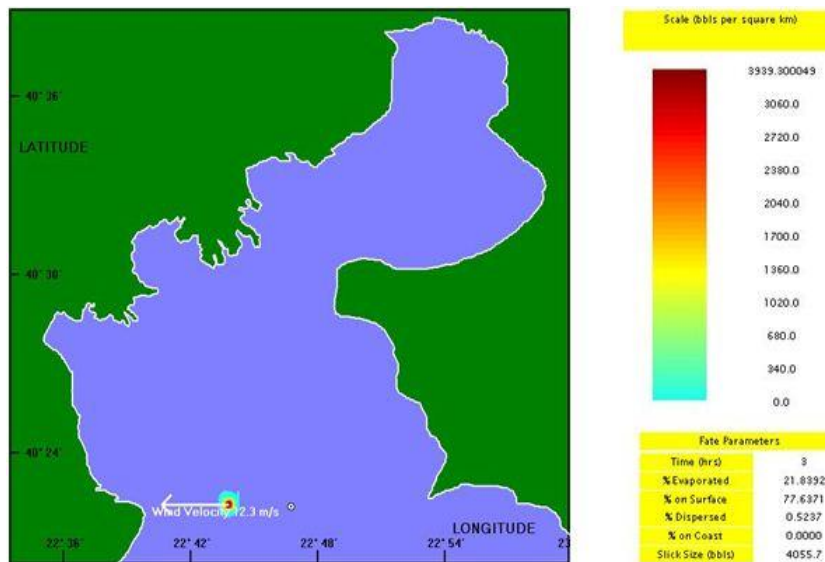 40° 36'
LATITUDE
40° 30'
40° 24'
Wind Velocity 12.3 m/s
LONGITUDE
22° 36' 22° 42' 22° 48' 22° 54' 23
Scale (bbls per square km)
3939.300049
3060.0
2720.0
2380.0
2040.0
1700.0
1360.0
1020.0
680.0
340.0
0.0
Fate Parameters
Time (hrs) 3
% Evaporated 21.8392
% on Surface 77.6371
% Dispersed 0.5237
% on Coast 0.0000
Slick Size (bbls) 4055.7